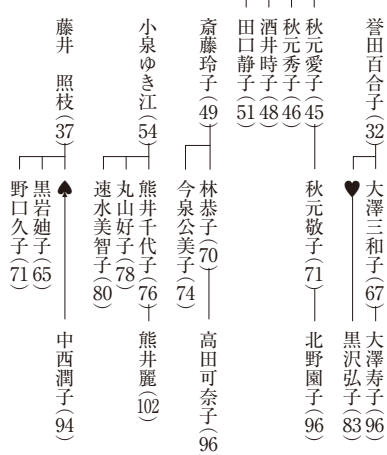 誉田百合子(32)
大澤三和子(67)
大澤寿子(96)
♥
黒沢弘子(83)
秋元愛子(45)
秋元敬子(71)
北野園子(96)
秋元秀子(46)
酒井時子(48)
田口静子(51)
斎藤玲子(49)
林恭子(70)
高田可奈子(96
今泉公美子(74)
小泉ゆき江(54)
熊井千代子(76)
熊井麗(102)
丸山好子(78)
速水美智子(80)
藤井 照枝(37)
♠
中西潤子(94)
黒岩廸子(65)
野口久子(71)